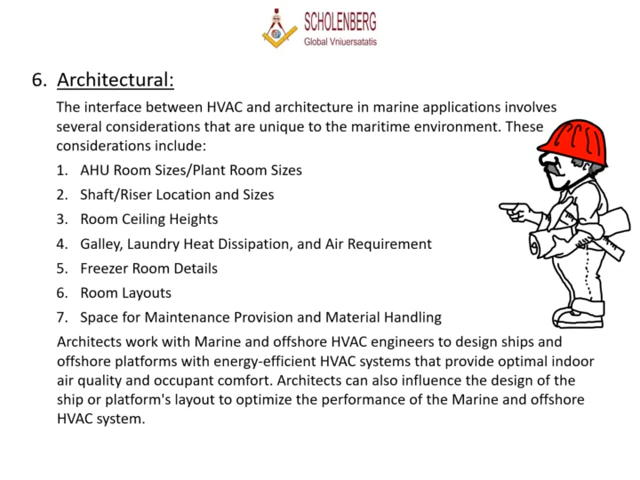 SCHOLENBERG
Global Vniuersatatis
6. Architectural:
The interface between HVAC and architecture in marine applications involves
several considerations that are unique to the maritime environment. These
considerations include:
1. AHU Room Sizes/Plant Room Sizes
2. Shaft/Riser Location and Sizes
3. Room Ceiling Heights
4. Galley, Laundry Heat Dissipation, and Air Requirement
5. Freezer Room Details
6. Room Layouts
7. Space for Maintenance Provision and Material Handling
Architects work with Marine and offshore HVAC engineers to design ships and
offshore platforms with energy-efficient HVAC systems that provide optimal indoor
air quality and occupant comfort. Architects can also influence the design of the
ship or platform's layout to optimize the performance of the Marine and offshore
HVAC system.